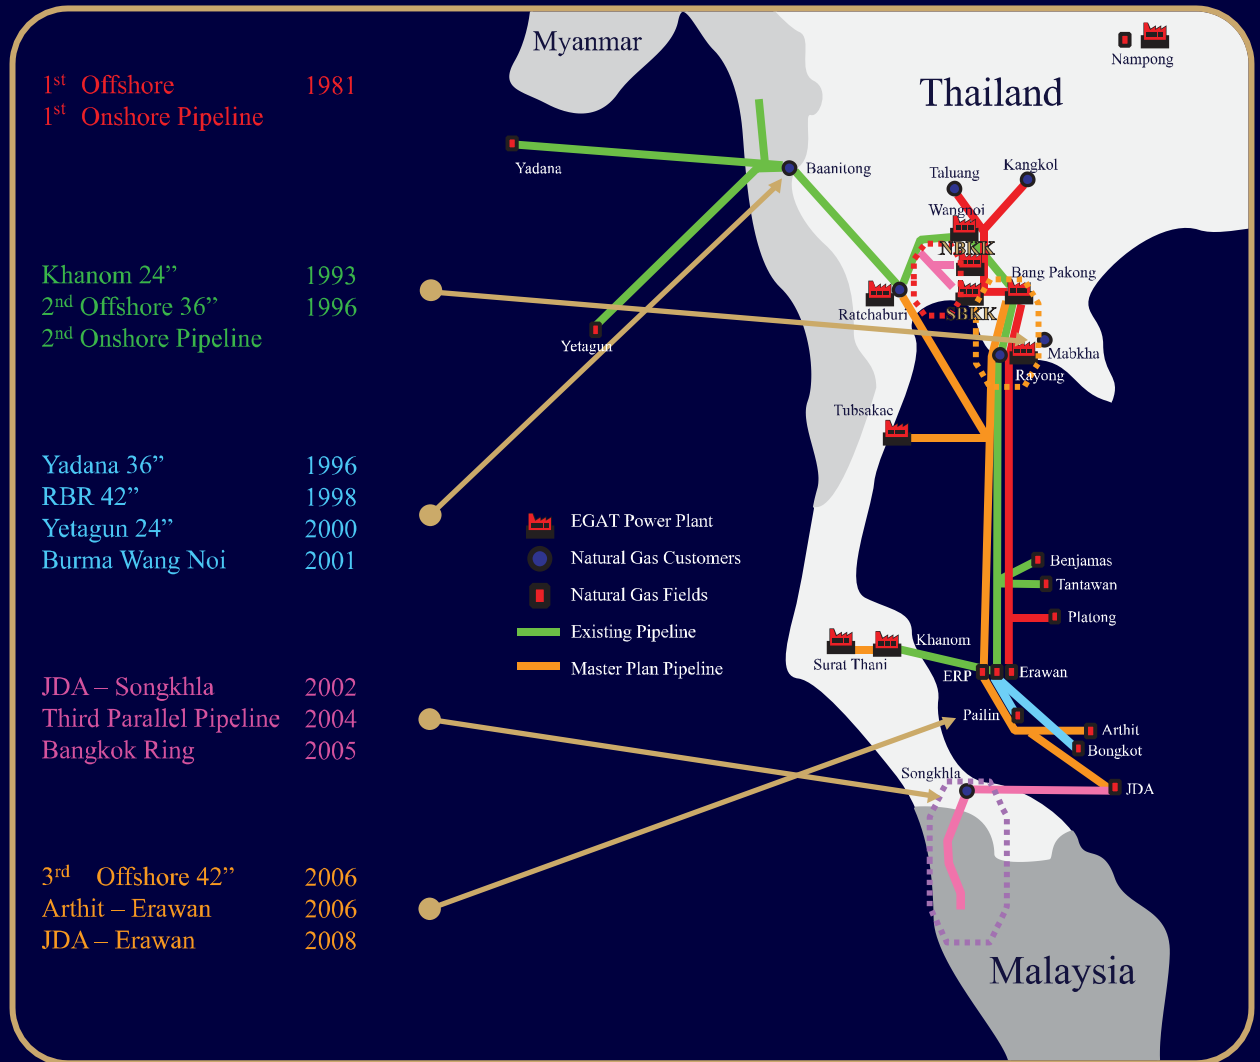 1st Offshore 1981
1st Onshore Pipeline
Khanom 24” 1993
2nd Offshore 36” 1996
2nd Onshore Pipeline
Yadana 36” 1996
RBR 42” 1998
Yetagun 24” 2000
Burma Wang Noi 2001
JDA – Songkhla 2002
Third Parallel Pipeline 2004
Bangkok Ring 2005
3rd Offshore 42” 2006
Arthit – Erawan 2006
JDA – Erawan 2008
Myanmar
Thailand
Nampong
Yadana
Baanitong
Taluang
Kangkol
Wangnoi
NBKK
Bang Pakong
Ratchaburi
SBKK
Yetagun
Mabkha
Rayong
Tubsakac
EGAT Power Plant
Natural Gas Customers
Natural Gas Fields
Existing Pipeline
Master Plan Pipeline
Benjamas
Tantawan
Platong
Khanom
Surat Thani
ERP
Erawan
Pailin
Arthit
Bongkot
Songkhla
JDA
Malaysia